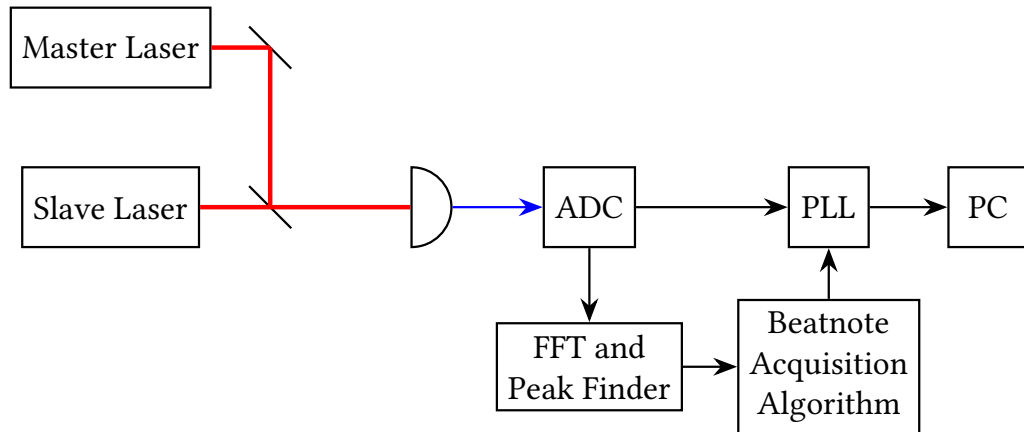 Master Laser
Slave Laser
ADC
PLL
PC
FFT and
Peak Finder
Beatnote
Acquisition
Algorithm